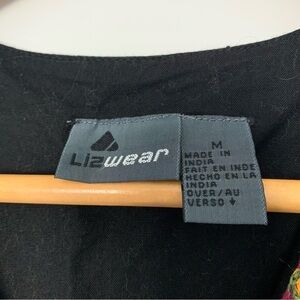 Lizwear
M
MADE IN
INDIA
FAIT EN INDE
HECHO EN LA
INDIA
OVER/AU
VERSO